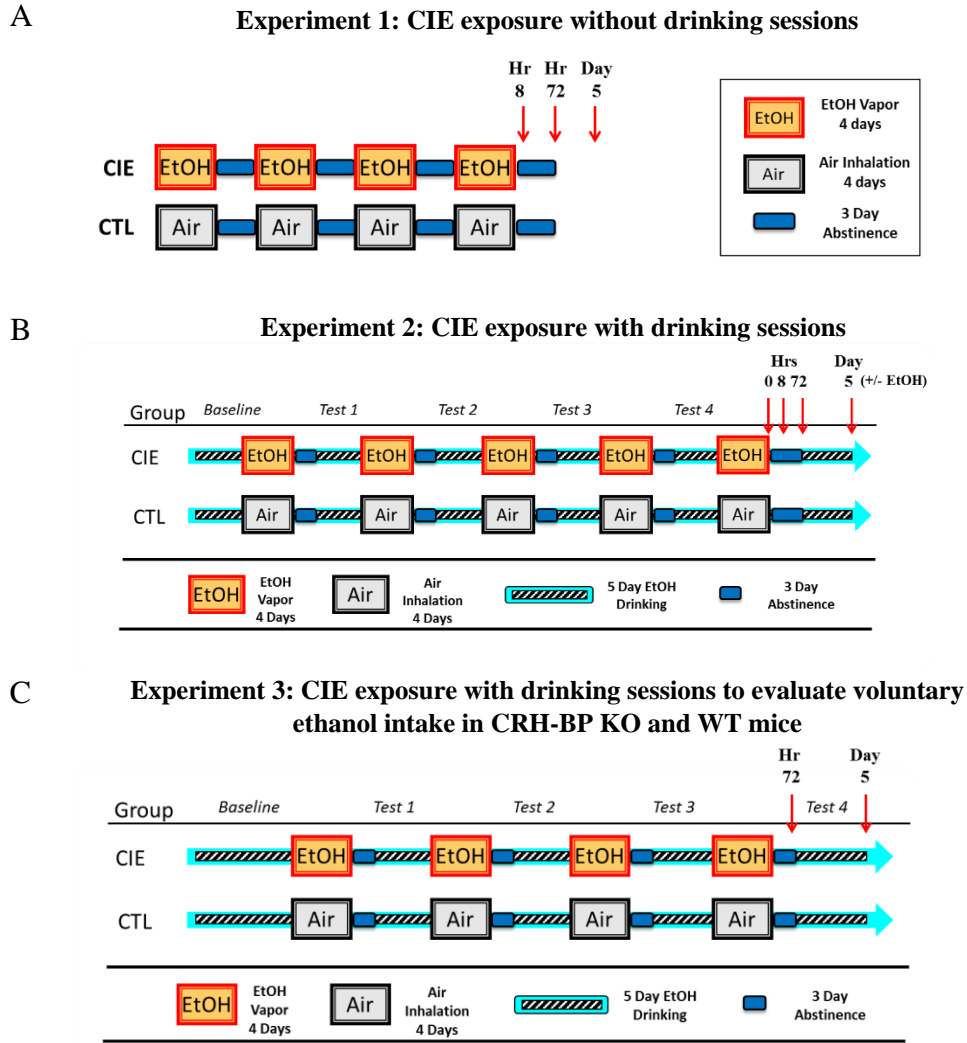 A
Experiment 1: CIE exposure without drinking sessions
Hr Hr Day
8 72 5
CIE EtOH EtOH EtOH EtOH
CTL Air Air Air Air
EtOH EtOH Vapor
4 days
Air Air Inhalation
4 days
3 Day
Abstinence
B
Experiment 2: CIE exposure with drinking sessions
Hrs Day
0 8 72 5 (+/- EtOH)
Group Baseline Test 1 Test 2 Test 3 Test 4
CIE EtOH EtOH EtOH EtOH EtOH
CTL Air Air Air Air Air
EtOH EtOH
Vapor
4 Days
Air Air
Inhalation
4 Days
5 Day EtOH
Drinking
3 Day
Abstinence
C
Experiment 3: CIE exposure with drinking sessions to evaluate voluntary
ethanol intake in CRH-BP KO and WT mice
Hr Day
72 5
Group Baseline Test 1 Test 2 Test 3 Test 4
CIE EtOH EtOH EtOH EtOH
CTL Air Air Air Air
EtOH EtOH
Vapor
4 Days
Air Air
Inhalation
4 Days
5 Day EtOH
Drinking
3 Day
Abstinence